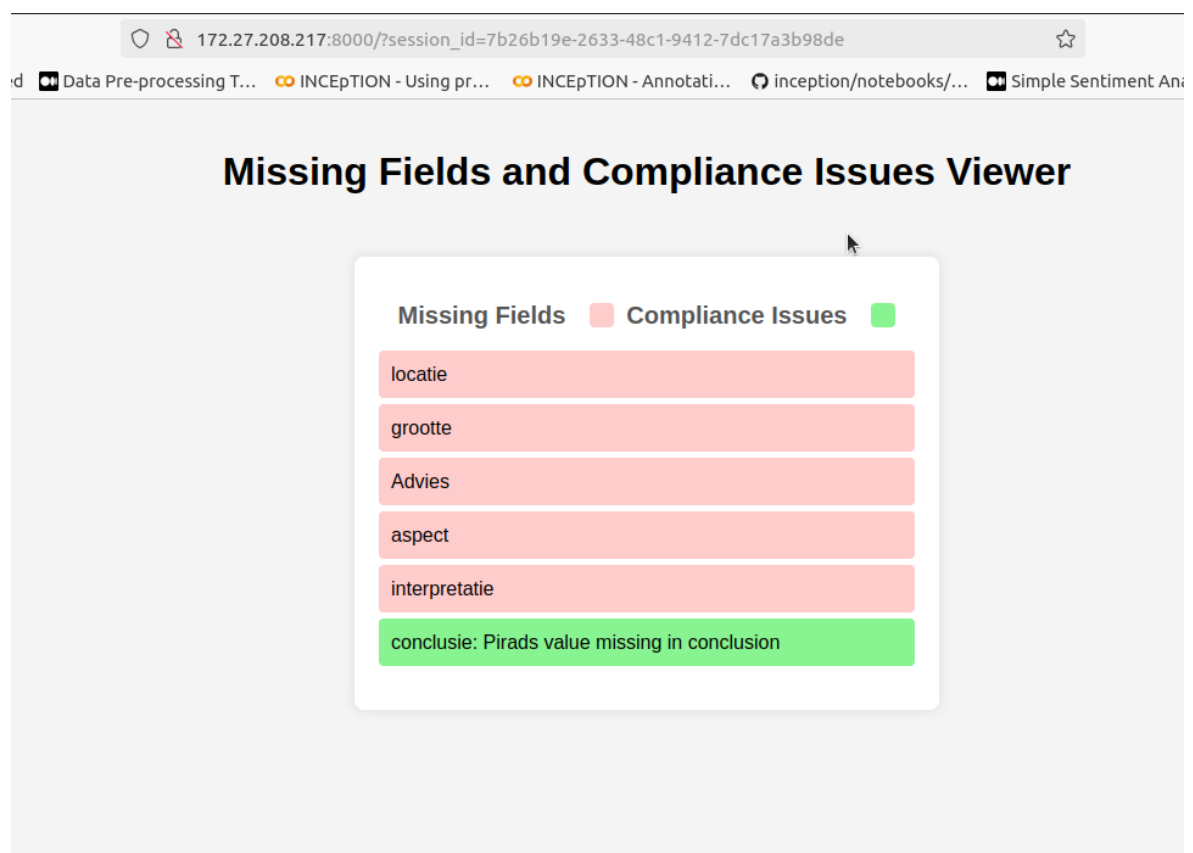 172.27.208.217:8000/?session_id=7b26b19e-2633-48c1-9412-7dc17a3b98de
ed Data Pre-processing T... INCEpTION - Using pr... INCEpTION - Annotati... inception/notebooks/... Simple Sentiment Ana
Missing Fields and Compliance Issues Viewer
Missing Fields Compliance Issues
locatie
grootte
Advies
aspect
interpretatie
conclusie: Pirads value missing in conclusion